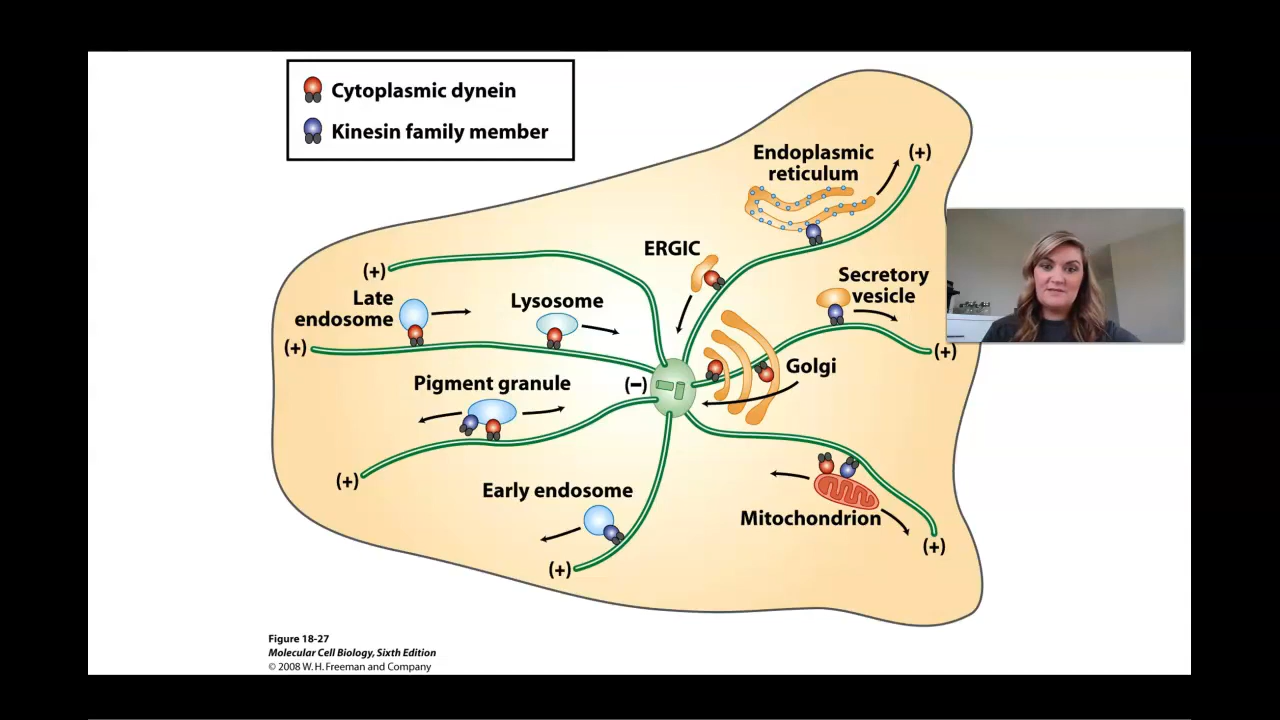 Cytoplasmic dynein
Kinesin family member
Endoplasmic
reticulum
(+)
ERGIC
(+)
Late
endosome
Lysosome
Secretory
vesicle
(+)
(+)
Pigment granule
(−)
Golgi
(+)
Early endosome
Mitochondrion
(+)
(+)
Figure 18-27
Molecular Cell Biology, Sixth Edition
© 2008 W. H. Freeman and Company